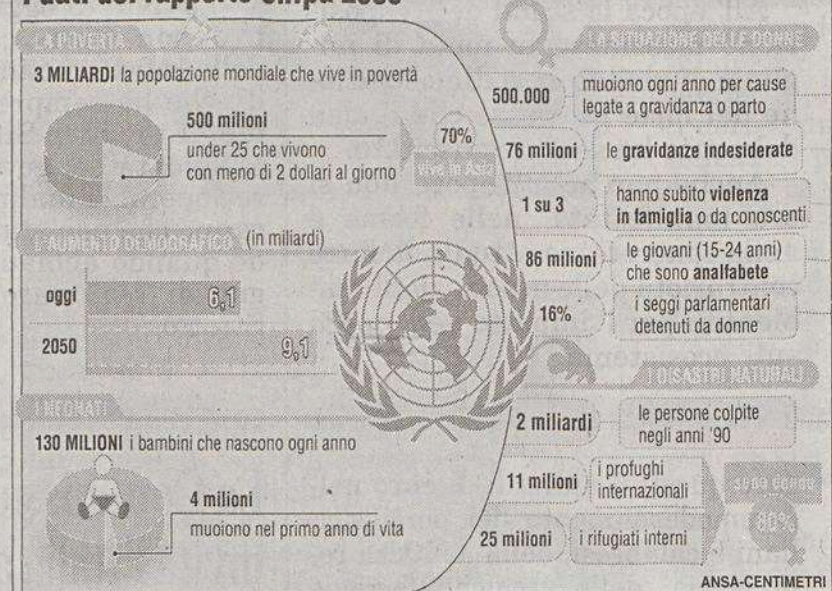 I dati del rapporto Unfpa
LA POVERTÀ
3 MILIARDI la popolazione mondiale che vive in povertà
500 milioni
under 25 che vivono
con meno di 2 dollari al giorno
70%
vive in Asia
L'AUMENTO DEMOGRAFICO (in miliardi)
oggi 6,1
2050 9,1
I NEONATI
130 MILIONI i bambini che nascono ogni anno
4 milioni
muoiono nel primo anno di vita
LA SITUAZIONE DELLE DONNE
500.000
muoiono ogni anno per cause
legate a gravidanza o parto
76 milioni
le gravidanze indesiderate
1 su 3
hanno subito violenza
in famiglia o da conoscenti
86 milioni
le giovani (15-24 anni)
che sono analfabete
16%
i seggi parlamentari
detenuti da donne
I DISASTRI NATURALI
2 miliardi
le persone colpite
negli anni '90
11 milioni
i profughi
internazionali
25 milioni
i rifugiati interni
sono donne
80%
ANSA-CENTIMETRI